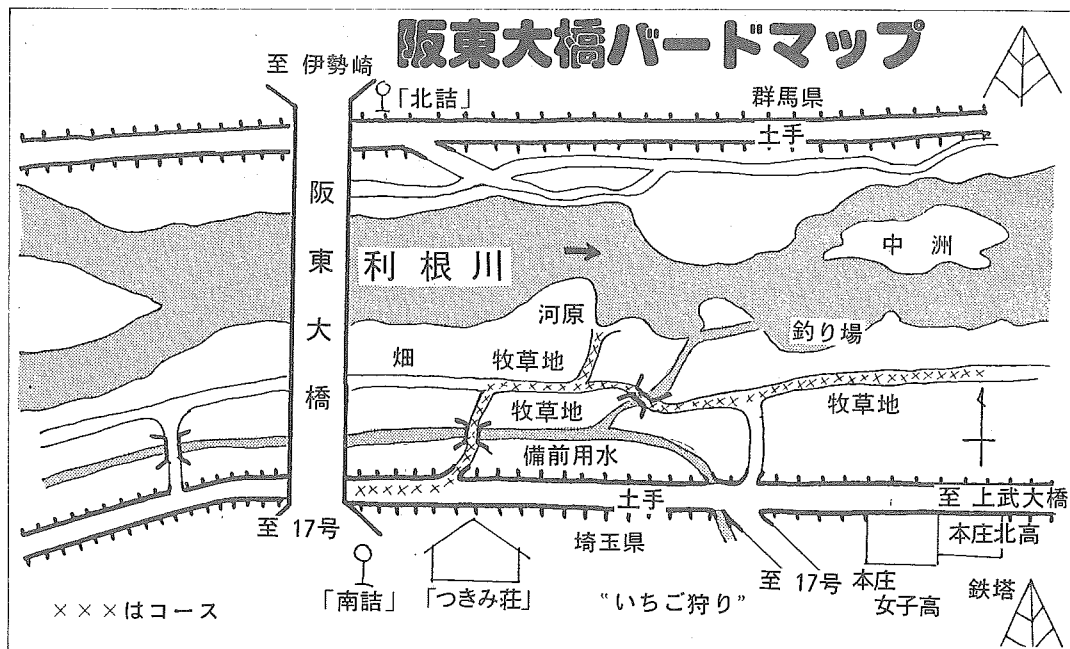 阪東大橋バードマップ
至 伊勢崎
「北詰」
群馬県
土手
阪東大橋
利根川
中洲
河原
釣り場
畑
牧草地
牧草地
牧草地
備前用水
土手
至 上武大橋
至 17号
埼玉県
本庄北高
至 17号
本庄女子高
鉄塔
×××はコース
「南詰」
「つきみ荘」
“いちご狩り”